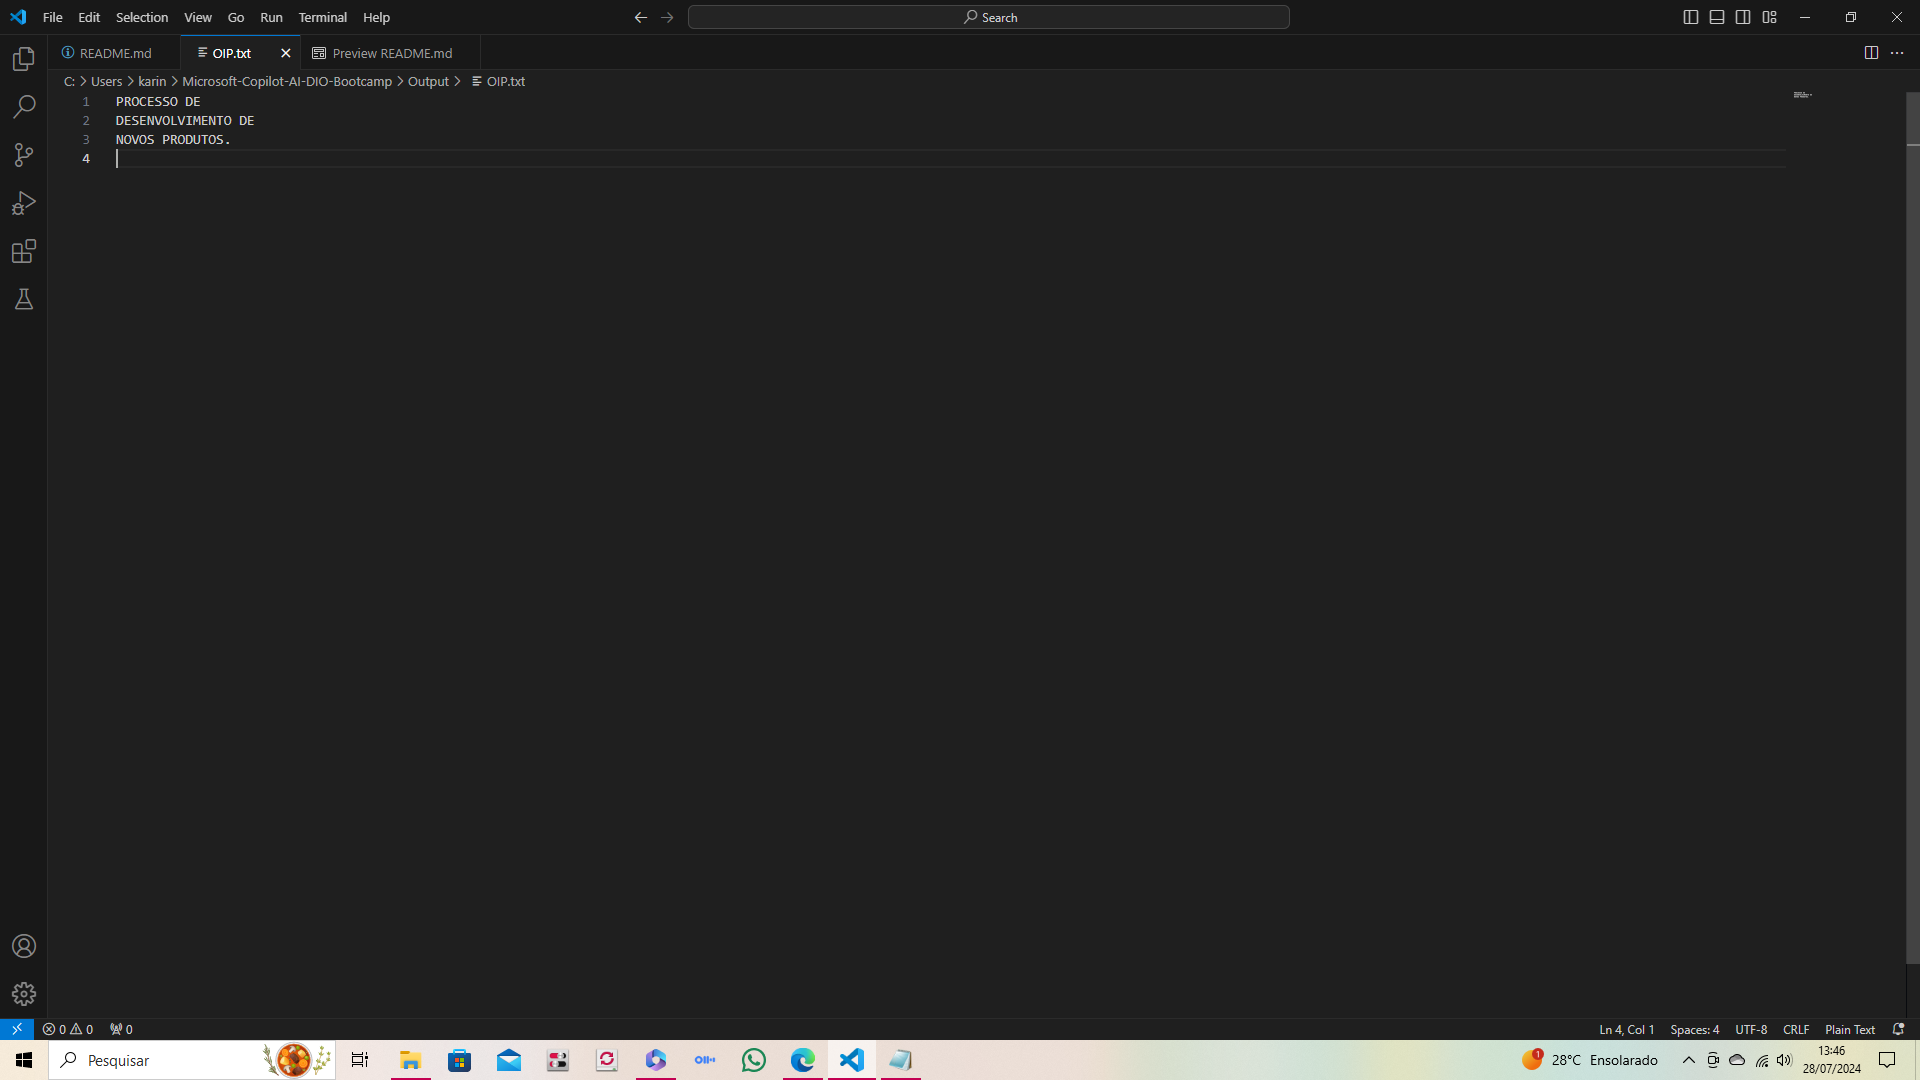 File Edit Selection View Go Run Terminal Help Search
README.md OIP.txt Preview README.md
C: > Users > karin > Microsoft-Copilot-AI-DIO-Bootcamp > Output > OIP.txt
1 PROCESSO DE
2 DESENVOLVIMENTO DE
3 NOVOS PRODUTOS.
4
0 0 0 Ln 4, Col 1 Spaces: 4 UTF-8 CRLF Plain Text
Pesquisar 1 28°C Ensolarado 13:46
28/07/2024